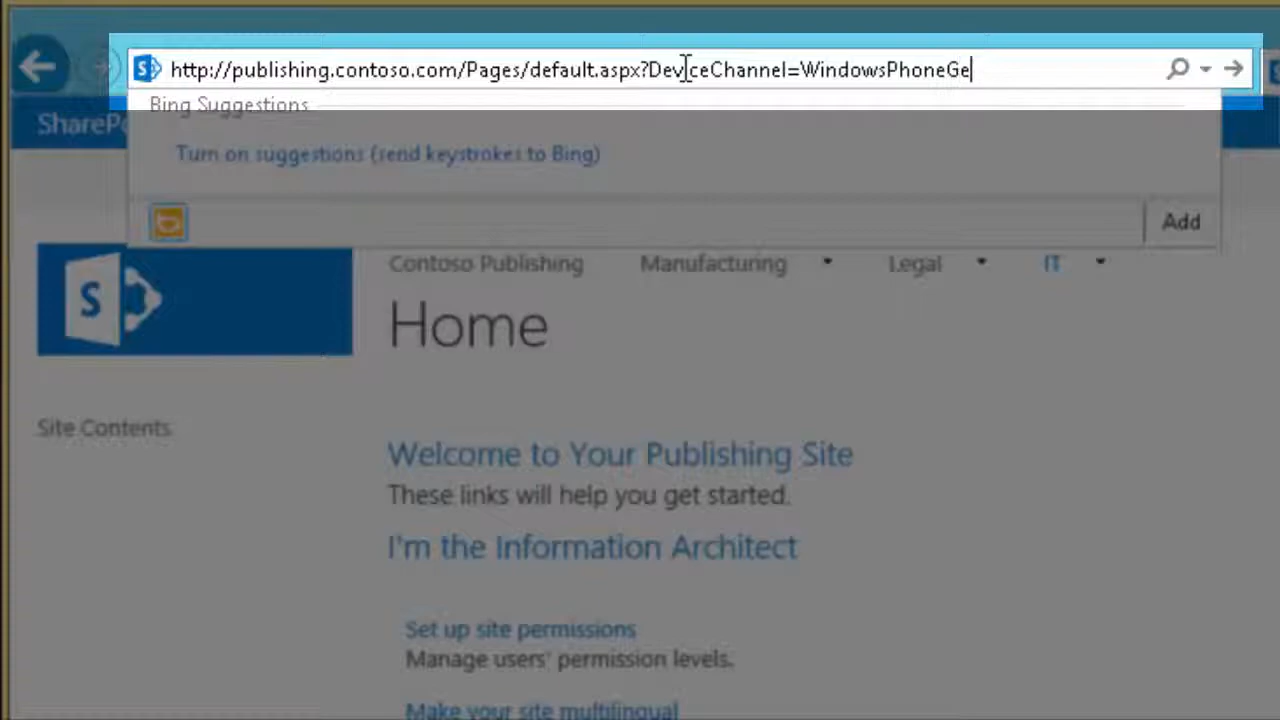 http://publishing.contoso.com/Pages/default.aspx?DeviceChannel=WindowsPhoneGe
Bing Suggestions
SharePo
Turn on suggestions (send keystrokes to Bing)
Add
Contoso Publishing Manufacturing Legal IT
S
Home
Site Contents
Welcome to Your Publishing Site
These links will help you get started.
I'm the Information Architect
Set up site permissions
Manage users' permission levels.
Make your site multilingual